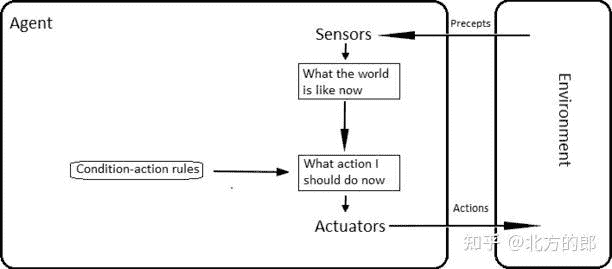 Agent
Sensors
Precepts
What the world
is like now
Environment
Condition-action rules
What action I
should do now
Actuators
Actions
知乎 @北方的郎